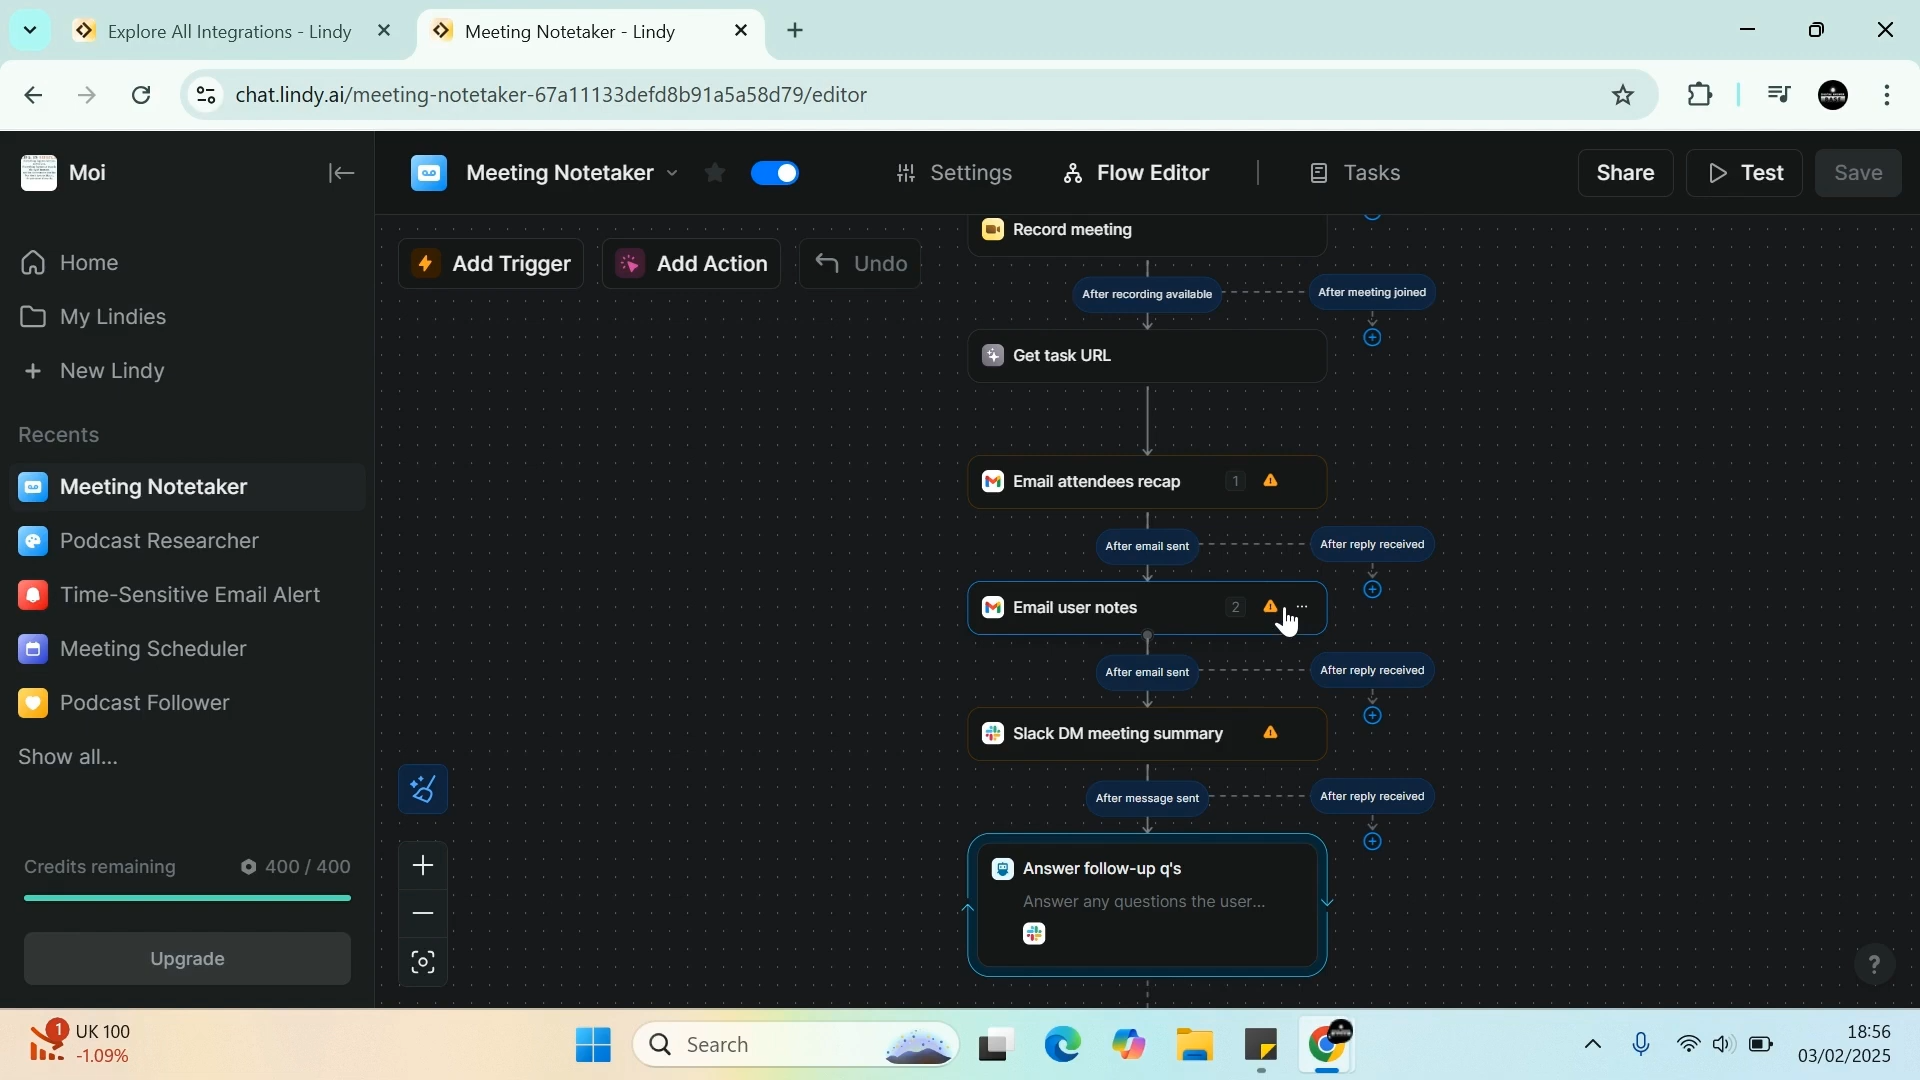 Explore All Integrations - Lindy
Meeting Notetaker - Lindy
chat.lindy.ai/meeting-notetaker-67a11133defd8b91a5a58d79/editor
Moi
Meeting Notetaker
Settings
Flow Editor
Tasks
Share
Test
Save
Home
My Lindies
New Lindy
Recents
Meeting Notetaker
Podcast Researcher
Time-Sensitive Email Alert
Meeting Scheduler
Podcast Follower
Show all...
Credits remaining
400 / 400
Upgrade
Add Trigger
Add Action
Undo
Record meeting
After recording available
After meeting joined
Get task URL
Email attendees recap
1
After email sent
After reply received
Email user notes
2
After email sent
After reply received
Slack DM meeting summary
After message sent
After reply received
Answer follow-up q's
Answer any questions the user...
?
1
UK 100
-1.09%
Search
18:56
03/02/2025